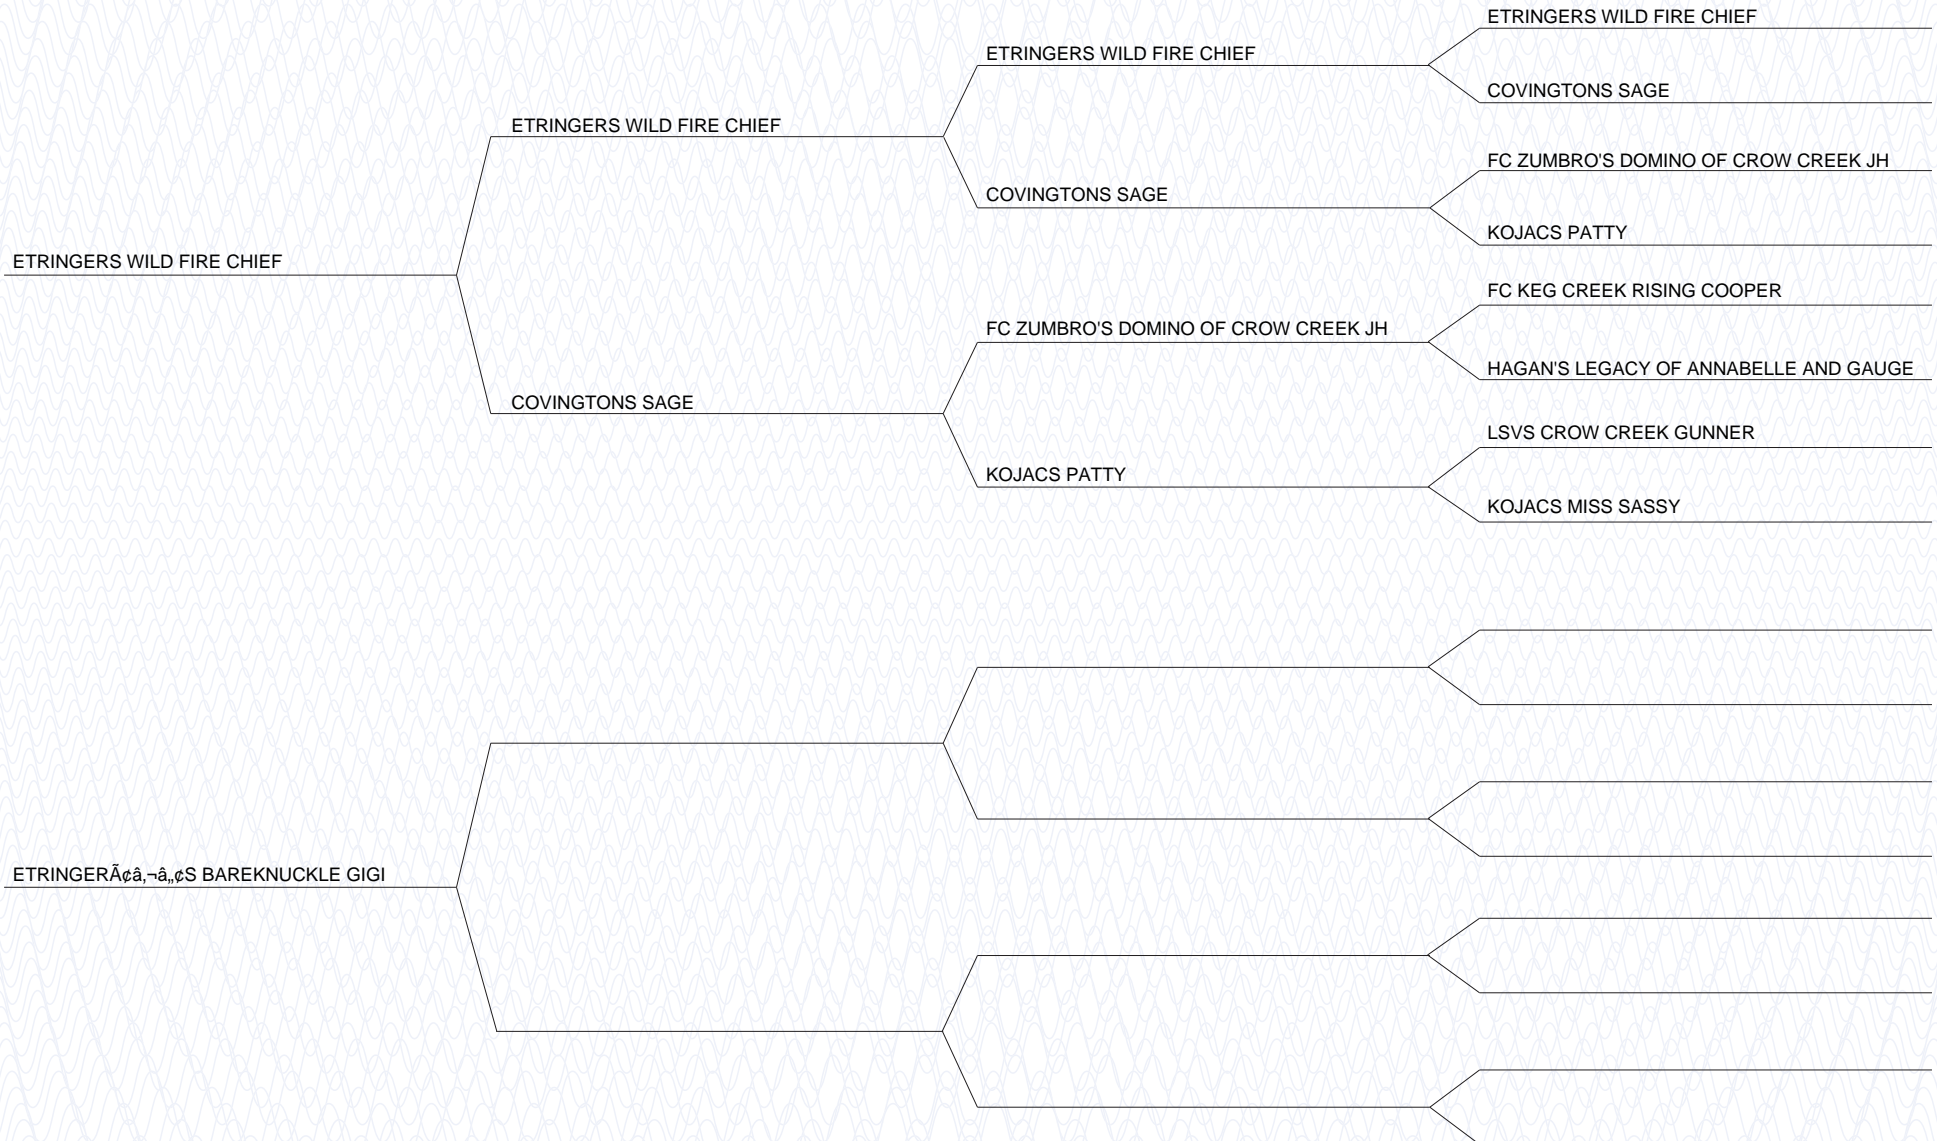 ETRINGERS WILD FIRE CHIEF
ETRINGERS WILD FIRE CHIEF
COVINGTONS SAGE
ETRINGERS WILD FIRE CHIEF
FC ZUMBRO'S DOMINO OF CROW CREEK JH
COVINGTONS SAGE
KOJACS PATTY
ETRINGERS WILD FIRE CHIEF
FC KEG CREEK RISING COOPER
FC ZUMBRO'S DOMINO OF CROW CREEK JH
HAGAN'S LEGACY OF ANNABELLE AND GAUGE
COVINGTONS SAGE
LSVS CROW CREEK GUNNER
KOJACS PATTY
KOJACS MISS SASSY
ETRINGERÃ¢â‚¬â„¢S BAREKNUCKLE GIGI